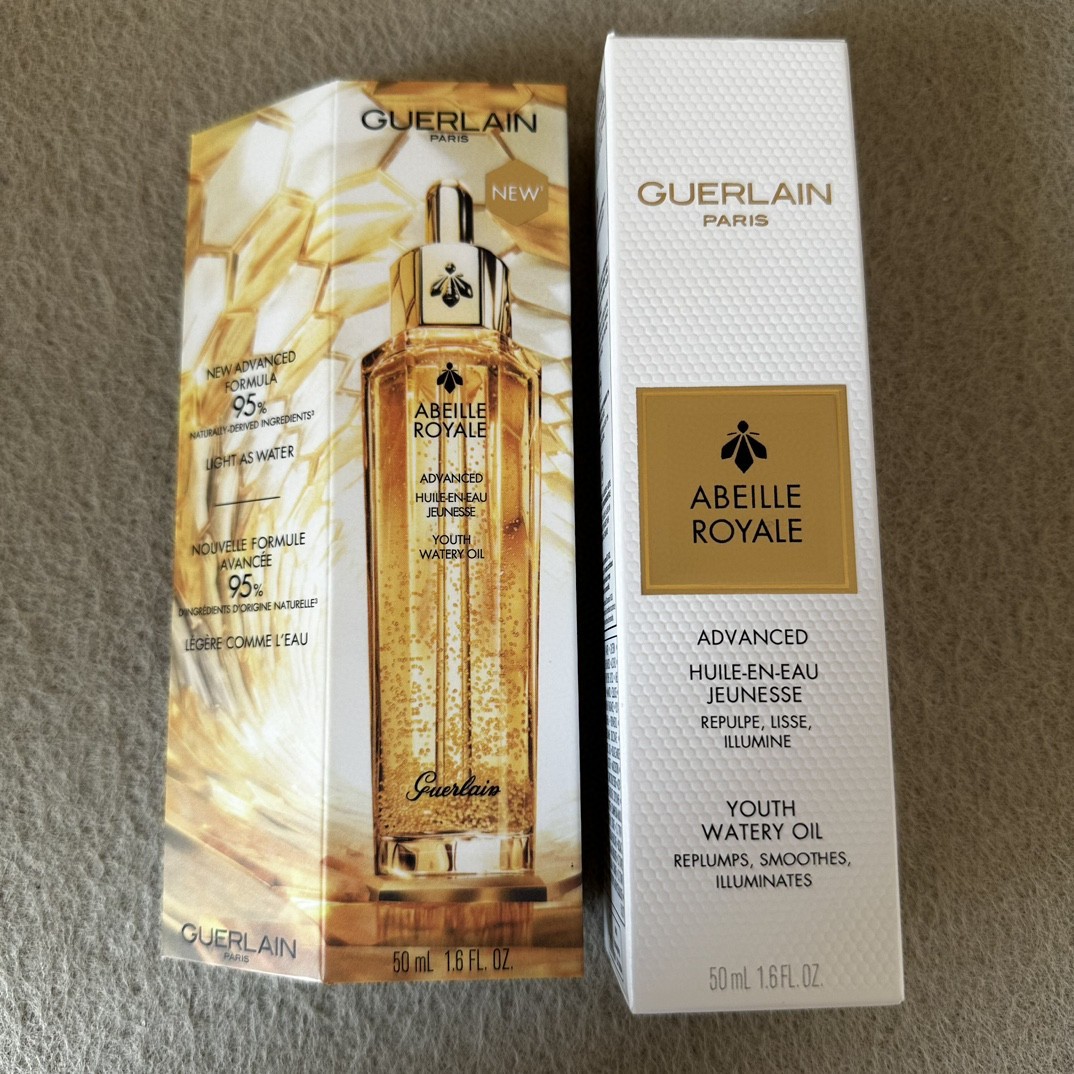 GUERLAIN
PARIS
NEW¹
ABEILLE
ROYALE
ADVANCED
HUILE-EN-EAU
JEUNESSE
YOUTH
WATERY OIL
Guerlain
50 mL 1.6 FL. OZ.
NEW ADVANCED
FORMULA
95%
NATURALLY-DERIVED INGREDIENTS³
LIGHT AS WATER
NOUVELLE FORMULE
AVANCÉE
95%
D'INGRÉDIENTS D'ORIGINE NATURELLE³
LÉGÈRE COMME L'EAU
GUERLAIN
PARIS
GUERLAIN
PARIS
ABEILLE
ROYALE
ADVANCED
HUILE-EN-EAU
JEUNESSE
REPULPE, LISSE,
ILLUMINE
YOUTH
WATERY OIL
REPLUMPS, SMOOTHES,
ILLUMINATES
50 mL 1.6 FL. OZ.